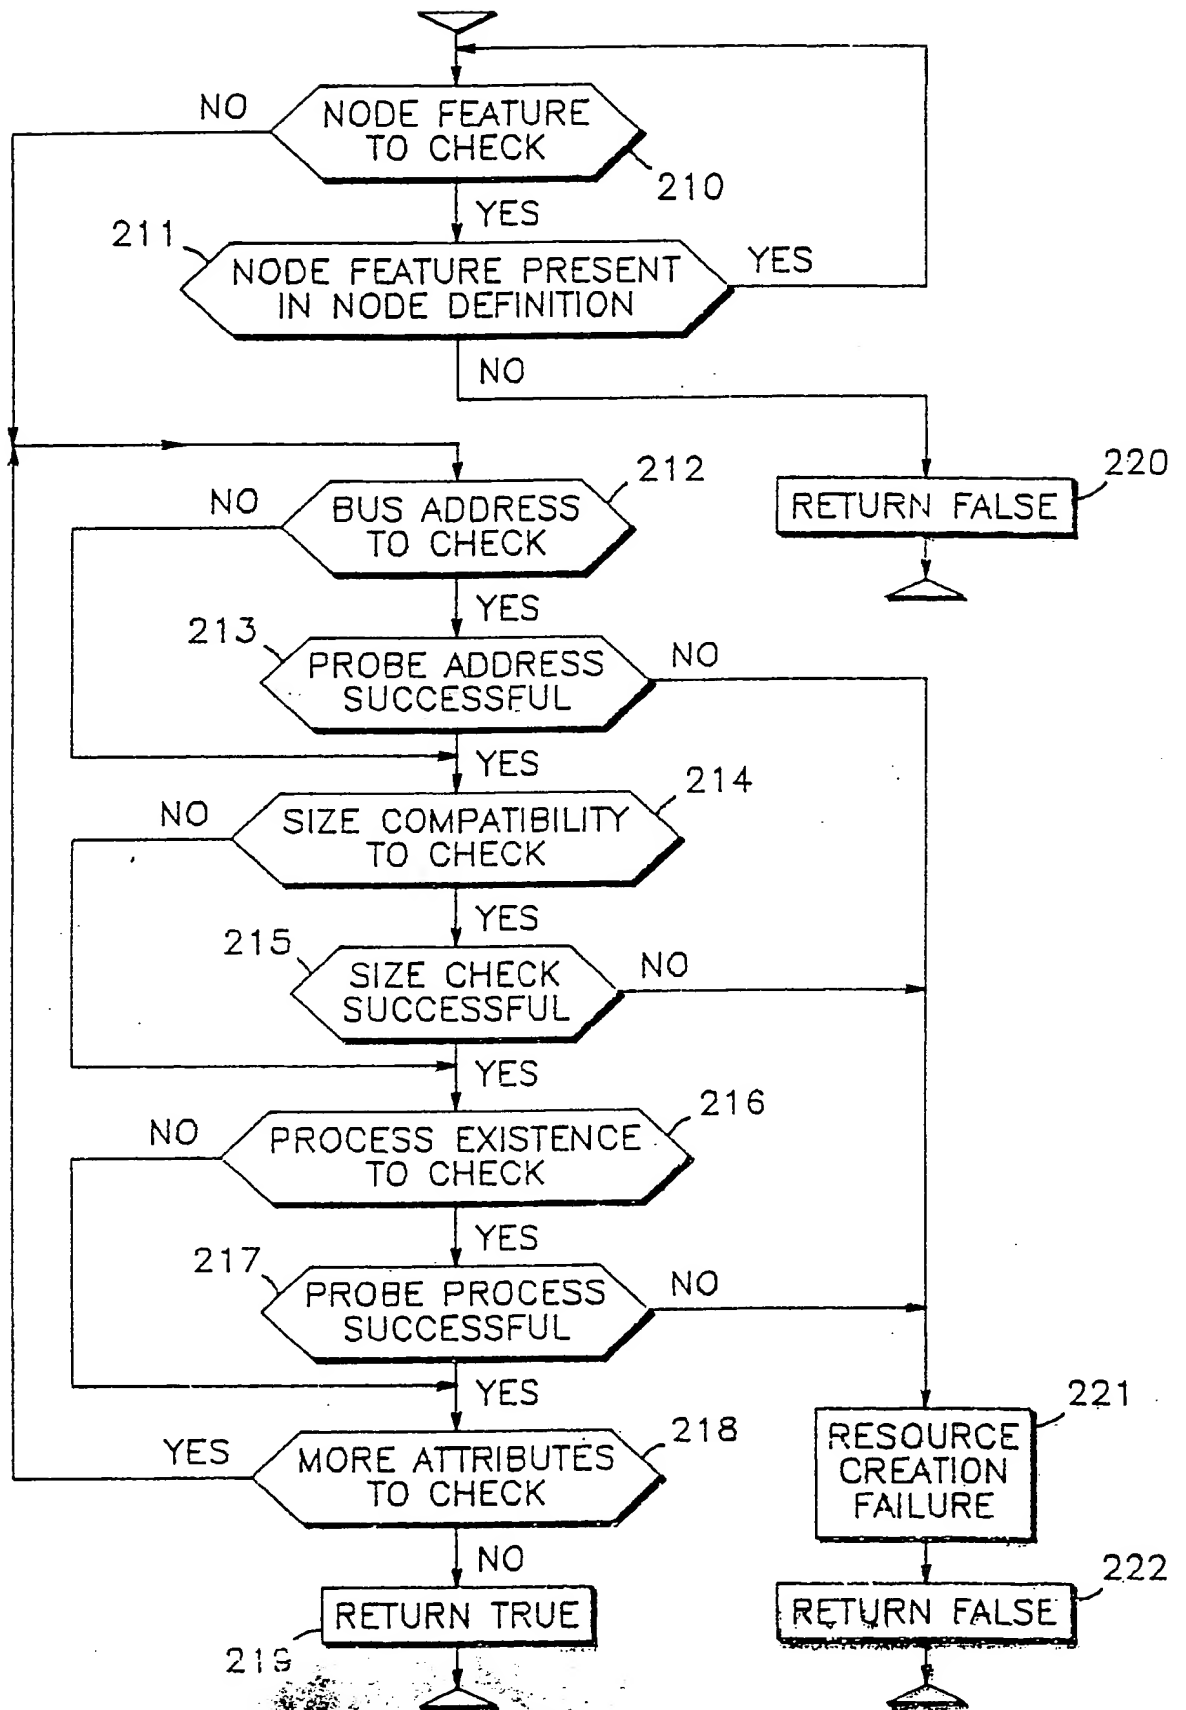 NO
NODE FEATURE
TO CHECK
210
YES
211
NODE FEATURE PRESENT
IN NODE DEFINITION
YES
NO
212
220
NO
BUS ADDRESS
TO CHECK
RETURN FALSE
YES
213
PROBE ADDRESS
SUCCESSFUL
NO
YES
214
NO
SIZE COMPATIBILITY
TO CHECK
YES
215
SIZE CHECK
SUCCESSFUL
NO
YES
216
NO
PROCESS EXISTENCE
TO CHECK
YES
217
PROBE PROCESS
SUCCESSFUL
NO
YES
218
221
YES
MORE ATTRIBUTES
TO CHECK
RESOURCE
CREATION
FAILURE
NO
222
RETURN TRUE
RETURN FALSE
219